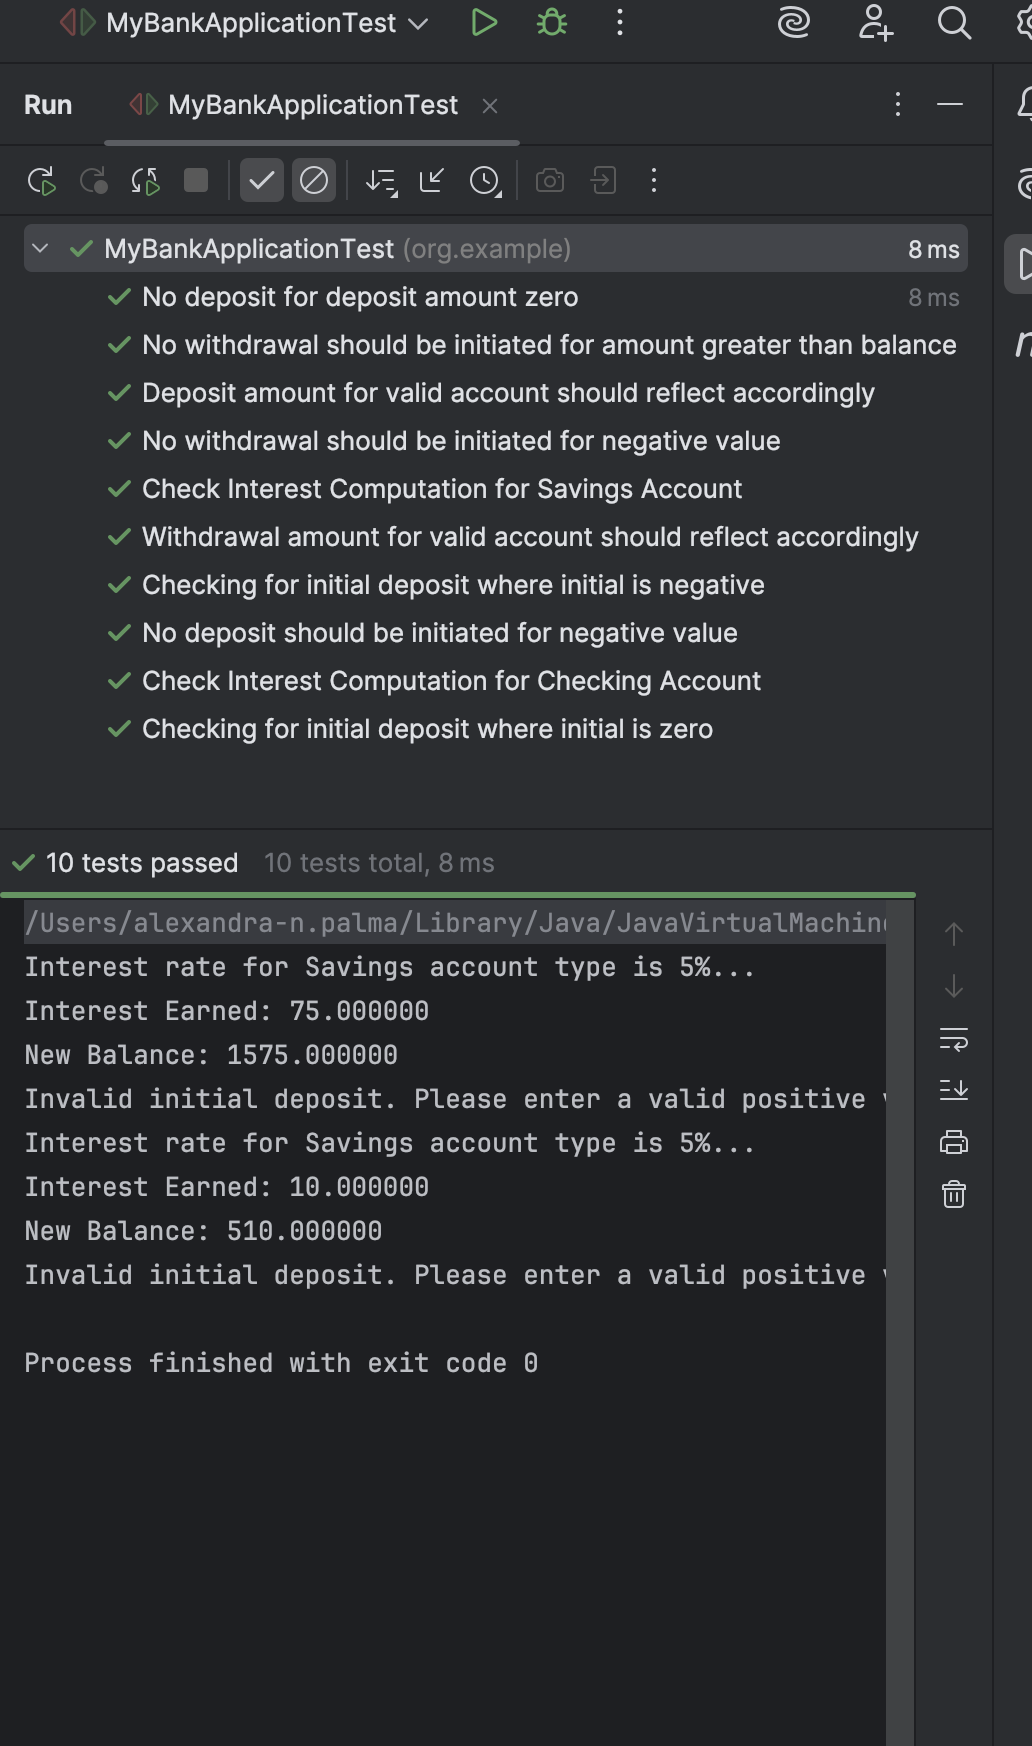 MyBankApplicationTest
Run MyBankApplicationTest
MyBankApplicationTest (org.example) 8 ms
No deposit for deposit amount zero 8 ms
No withdrawal should be initiated for amount greater than balance
Deposit amount for valid account should reflect accordingly
No withdrawal should be initiated for negative value
Check Interest Computation for Savings Account
Withdrawal amount for valid account should reflect accordingly
Checking for initial deposit where initial is negative
No deposit should be initiated for negative value
Check Interest Computation for Checking Account
Checking for initial deposit where initial is zero
10 tests passed 10 tests total, 8 ms
/Users/alexandra-n.palma/Library/Java/JavaVirtualMachin
Interest rate for Savings account type is 5%...
Interest Earned: 75.000000
New Balance: 1575.000000
Invalid initial deposit. Please enter a valid positive
Interest rate for Savings account type is 5%...
Interest Earned: 10.000000
New Balance: 510.000000
Invalid initial deposit. Please enter a valid positive
Process finished with exit code 0